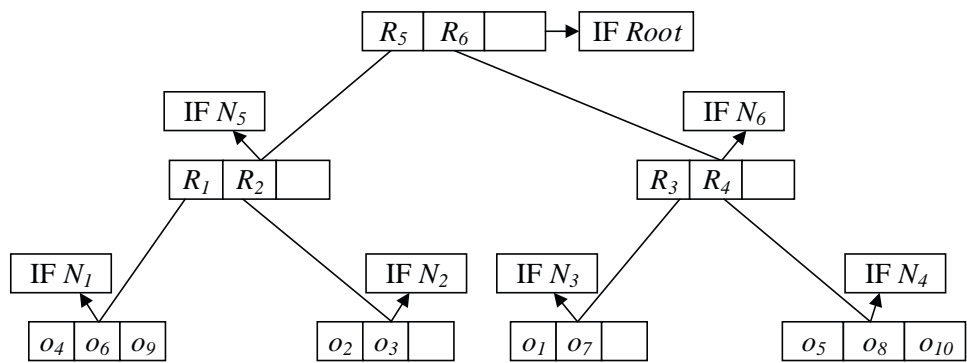 R5 R6 IF Root
IF N5 IF N6
R1 R2 R3 R4
IF N1 IF N2 IF N3 IF N4
o4 o6 o9 o2 o3 o1 o7 o5 o8 o10